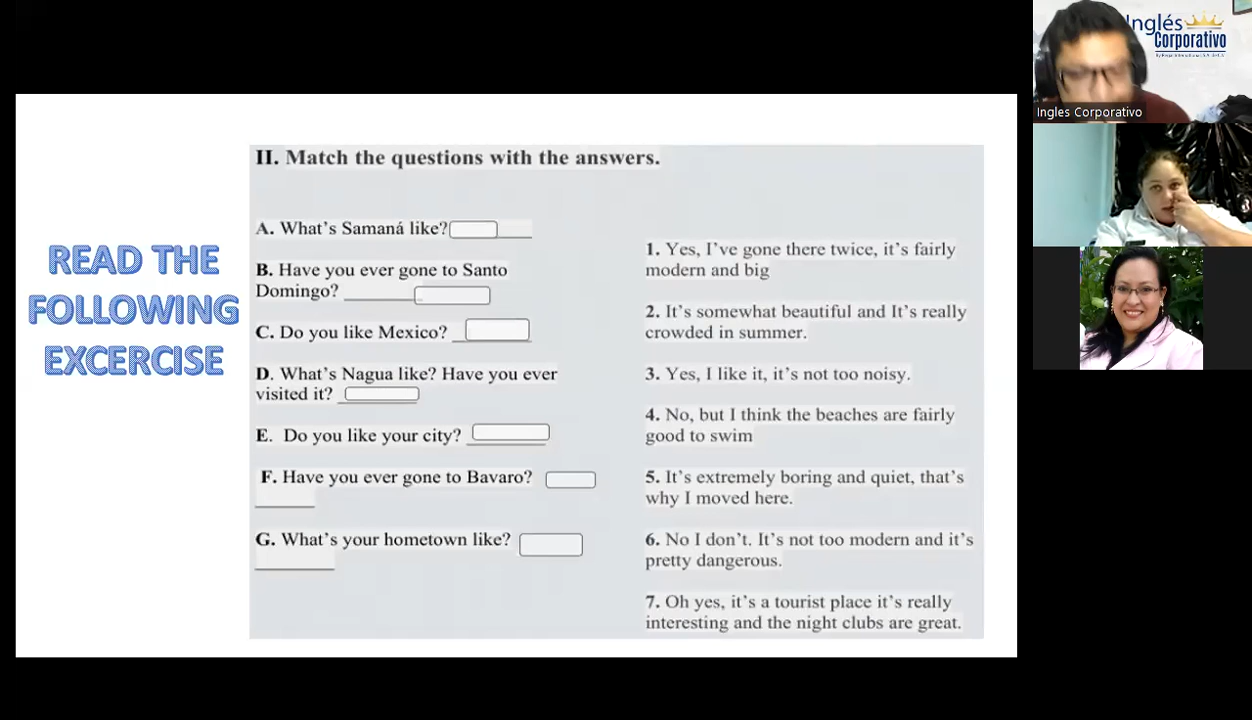 READ THE
FOLLOWING
EXCERCISE
II. Match the questions with the answers.
A. What's Samaná like?
B. Have you ever gone to Santo
Domingo?
C. Do you like Mexico?
D. What's Nagua like? Have you ever
visited it?
E. Do you like your city?
F. Have you ever gone to Bavaro?
G. What's your hometown like?
1. Yes, I've gone there twice, it's fairly
modern and big
2. It's somewhat beautiful and It's really
crowded in summer.
3. Yes, I like it, it's not too noisy.
4. No, but I think the beaches are fairly
good to swim
5. It's extremely boring and quiet, that's
why I moved here.
6. No I don't. It's not too modern and it's
pretty dangerous.
7. Oh yes, it's a tourist place it's really
interesting and the night clubs are great.
Inglés
Corporativo
Ingles Corporativo